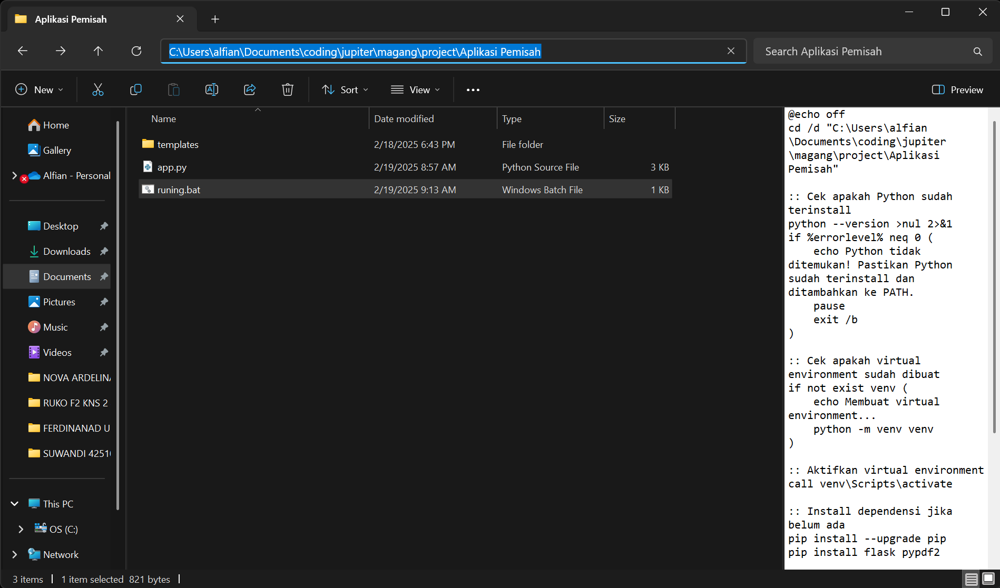 Aplikasi Pemisah
C:\Users\alfian\Documents\coding\jupiter\magang\project\Aplikasi Pemisah
Search Aplikasi Pemisah
New
Sort
View
Preview
Home
Gallery
Alfian - Personal
Desktop
Downloads
Documents
Pictures
Music
Videos
NOVA ARDELINA
RUKO F2 KNS 2
FERDINANAD U
SUWANDI 4251
This PC
OS (C:)
Network
Name Date modified Type Size
templates 2/18/2025 6:43 PM File folder
app.py 2/19/2025 8:57 AM Python Source File 3 KB
runing.bat 2/19/2025 9:13 AM Windows Batch File 1 KB
@echo off
cd /d "C:\Users\alfian
\Documents\coding\jupiter
\magang\project\Aplikasi
Pemisah"
:: Cek apakah Python sudah
terinstall
python --version >nul 2>&1
if %errorlevel% neq 0 (
echo Python tidak
ditemukan! Pastikan Python
sudah terinstall dan
ditambahkan ke PATH.
pause
exit /b
)
:: Cek apakah virtual
environment sudah dibuat
if not exist venv (
echo Membuat virtual
environment...
python -m venv venv
)
:: Aktifkan virtual environment
call venv\Scripts\activate
:: Install dependensi jika
belum ada
pip install --upgrade pip
pip install flask pypdf2
3 items
1 item selected 821 bytes